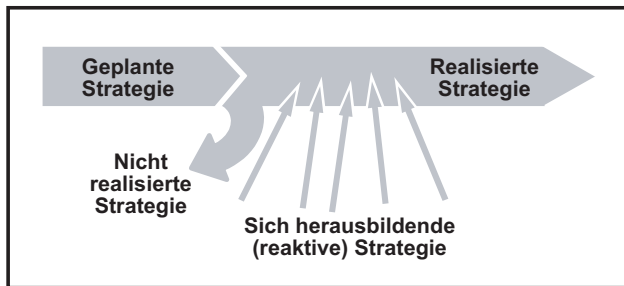 Geplante
Strategie
Realisierte
Strategie
Nicht
realisierte
Strategie
Sich herausbildende
(reaktive) Strategie